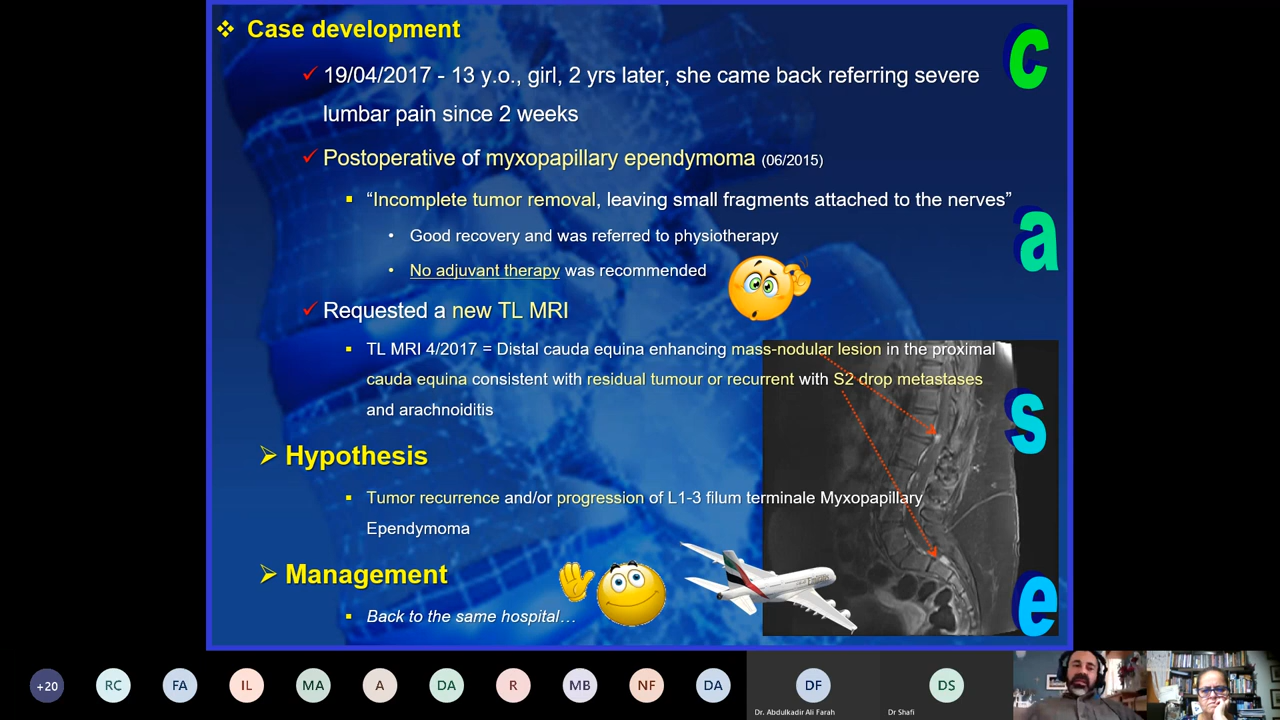 Case development
19/04/2017 - 13 y.o., girl, 2 yrs later, she came back referring severe
lumbar pain since 2 weeks
Postoperative of myxopapillary ependymoma (06/2015)
“Incomplete tumor removal, leaving small fragments attached to the nerves”
Good recovery and was referred to physiotherapy
No adjuvant therapy was recommended
Requested a new TL MRI
TL MRI 4/2017 = Distal cauda equina enhancing mass-nodular lesion in the proximal
cauda equina consistent with residual tumour or recurrent with S2 drop metastases
and arachnoiditis
Hypothesis
Tumor recurrence and/or progression of L1-3 filum terminale Myxopapillary
Ependymoma
Management
Back to the same hospital…
c
a
s
e
Emirates
+20
RC
FA
IL
MA
A
DA
R
MB
NF
DA
DF
DS
Dr. Abdulkadir Ali Farah
Dr Shafi